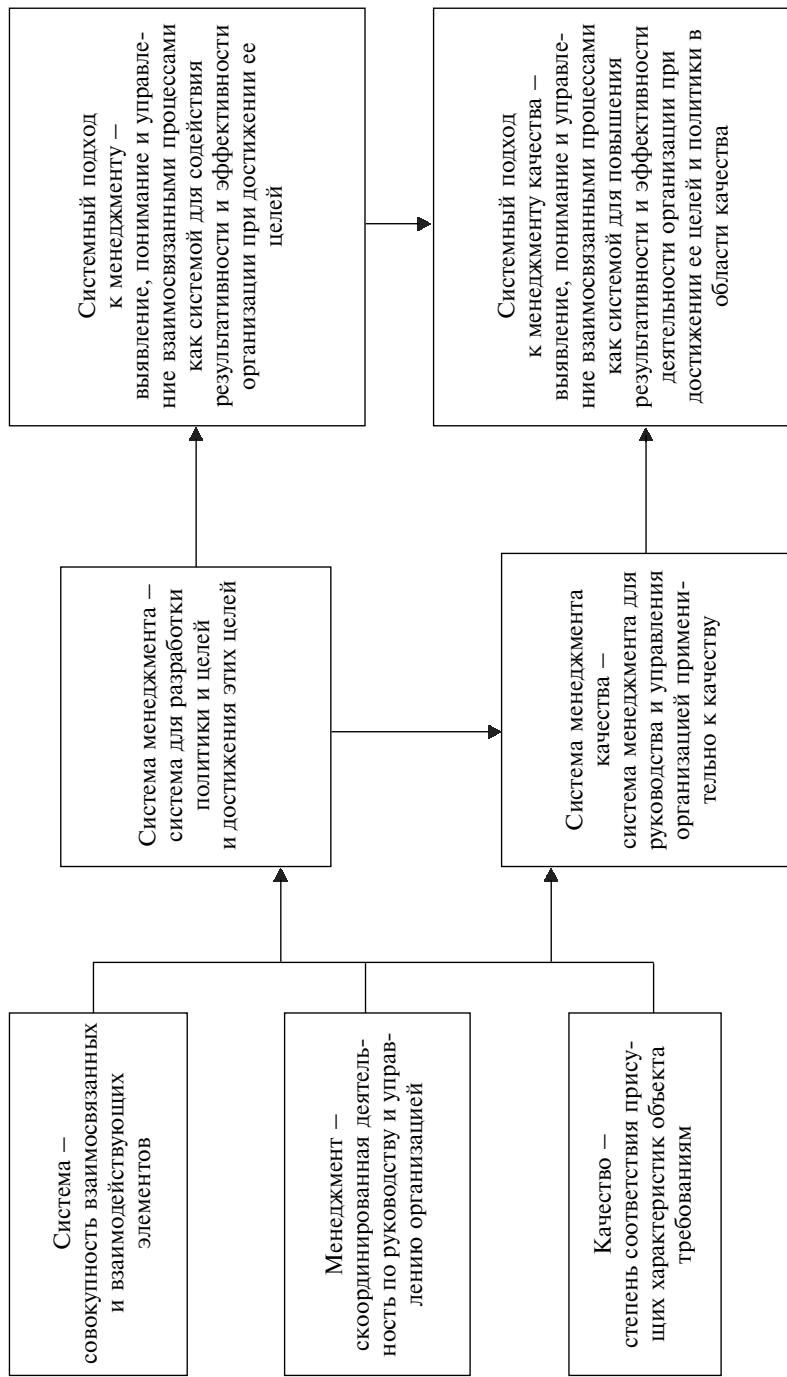 Система –
совокупность взаимосвязанных
и взаимодействующих
элементов
Менеджмент –
скоординированная деятель-
ность по руководству и управ-
лению организацией
Качество –
степень соответствия прису-
щих характеристик объекта
требованиям
Система менеджмента –
система для разработки
политики и целей
и достижения этих целей
Система менеджмента
качества –
система менеджмента для
руководства и управления
организацией примени-
тельно к качеству
Системный подход
к менеджменту –
выявление, понимание и управле-
ние взаимосвязанными процессами
как системой для содействия
результативности и эффективности
организации при достижении ее
целей
Системный подход
к менеджменту качества –
выявление, понимание и управле-
ние взаимосвязанными процессами
как системой для повышения
результативности и эффективности
деятельности организации при
достижении ее целей и политики в
области качества